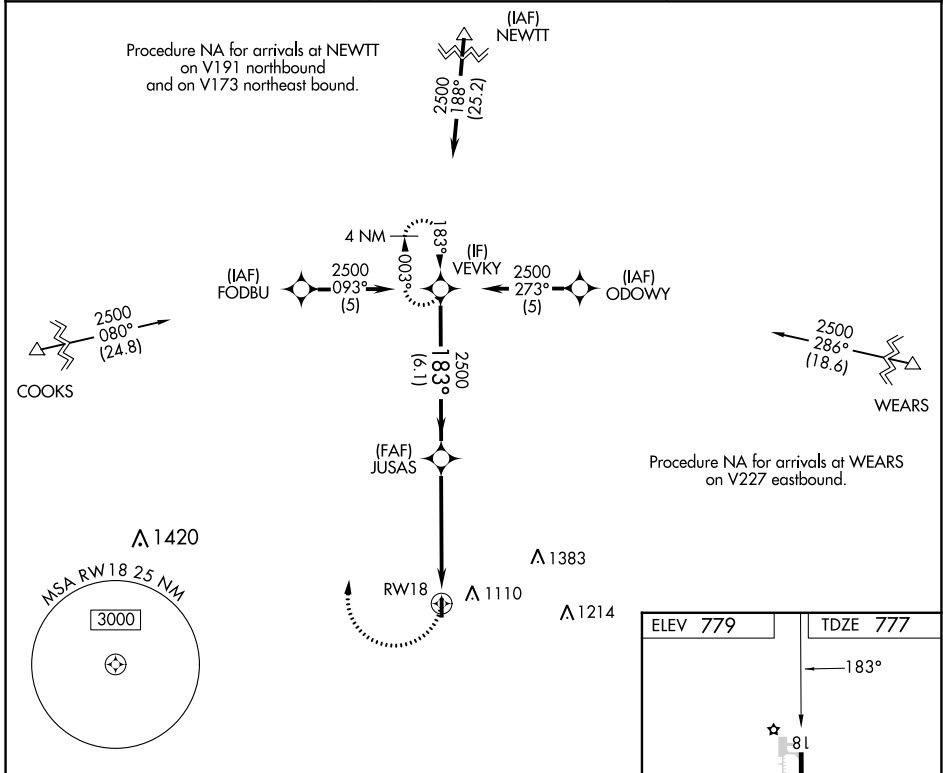 (IAF)
NEWTT
Procedure NA for arrivals at NEWTT
on V191 northbound
and on V173 northeast bound.
2500
188°
(25.2)
4 NM
183°
003°
(IF)
VEVKY
(IAF)
FODBU
2500
093°
(5)
2500
273°
(5)
(IAF)
ODOWY
2500
080°
(24.8)
COOKS
2500
183°
(6.1)
2500
286°
(18.6)
WEARS
(FAF)
JUSAS
Procedure NA for arrivals at WEARS
on V227 eastbound.
1420
1383
MSA RW18 25 NM
3000
RW18
1110
1214
ELEV 779
TDZE 777
183°
18